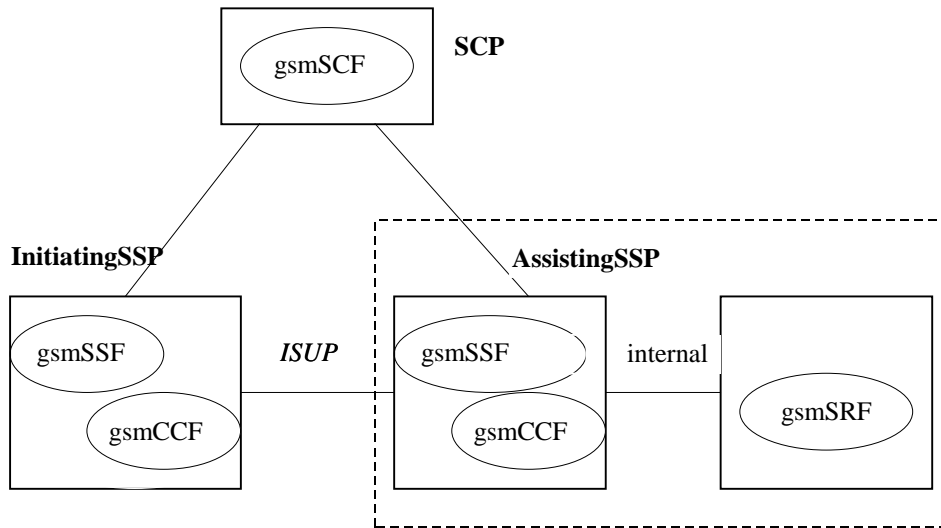 gsmSCF
SCP
InitiatingSSP
AssistingSSP
gsmSSF
gsmCCF
ISUP
gsmSSF
gsmCCF
internal
gsmSRF